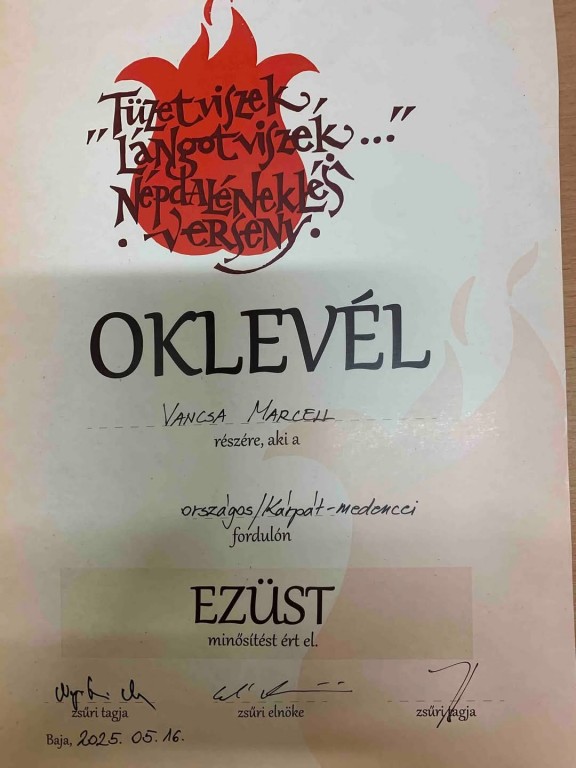 "Tüzet viszek
Lángot viszek..."
Népdaléneklési
verseny.
OKLEVÉL
VANCSA MARCELL
részére, aki a
országos/Kárpát-medencei
fordulón
EZÜST
minősítést ért el.
zsűri tagja zsűri elnöke zsűri tagja
Baja, 2025. 05. 16.